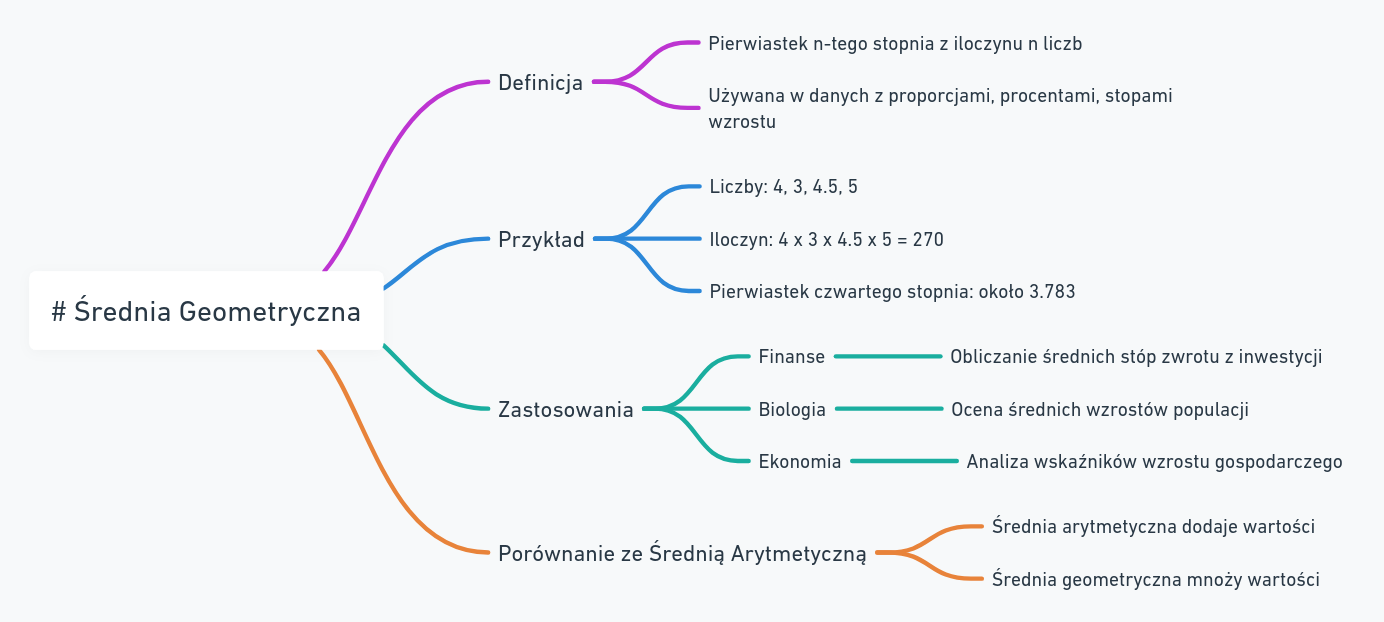 # Średnia Geometryczna
Definicja
Pierwiastek n-tego stopnia z iloczynu n liczb
Używana w danych z proporcjami, procentami, stopami
wzrostu
Przykład
Liczby: 4, 3, 4.5, 5
Iloczyn: 4 x 3 x 4.5 x 5 = 270
Pierwiastek czwartego stopnia: około 3.783
Zastosowania
Finanse
Obliczanie średnich stóp zwrotu z inwestycji
Biologia
Ocena średnich wzrostów populacji
Ekonomia
Analiza wskaźników wzrostu gospodarczego
Porównanie ze Średnią Arytmetyczną
Średnia arytmetyczna dodaje wartości
Średnia geometryczna mnoży wartości